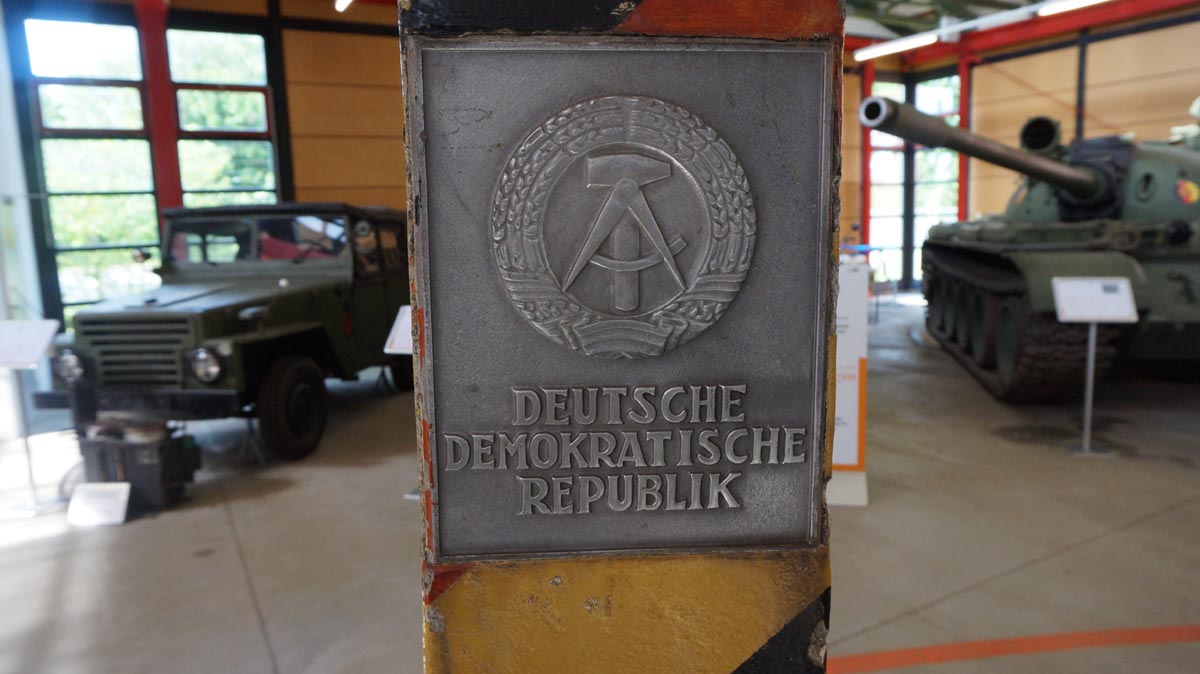 DEUTSCHE
DEMOKRATISCHE
REPUBLIK